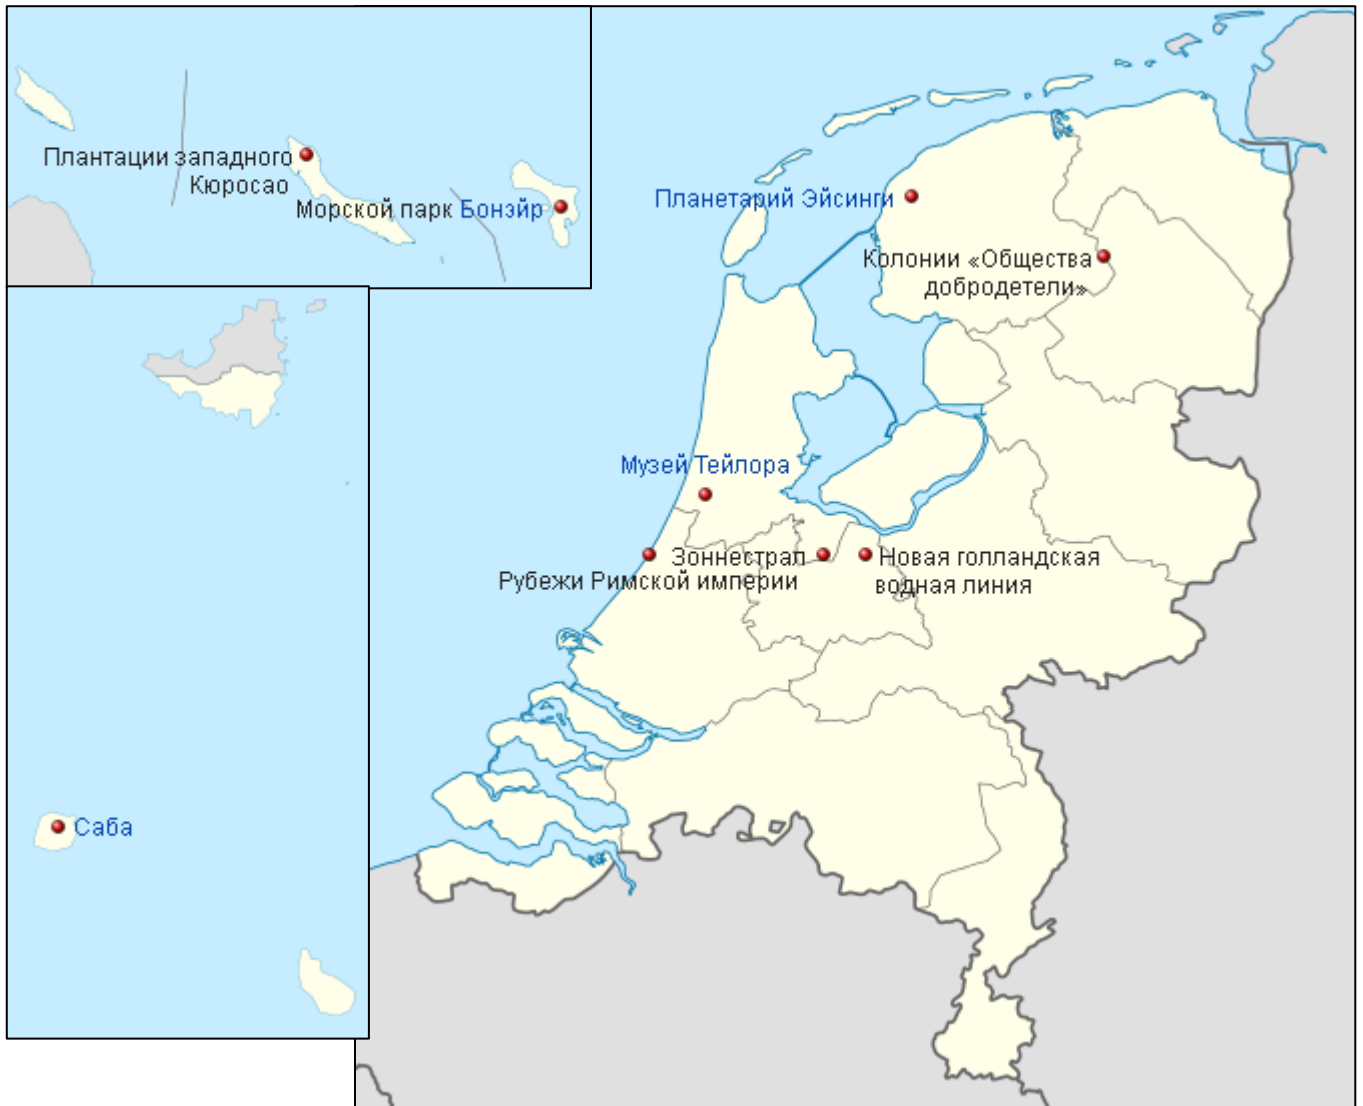 Плантации западного
Кюросао
Морской парк Бонэйр
Планетарий Эйсинги
Колонии «Общества
добродетели»
Музей Тейлора
Зоннестрал
Новая голландская
водная линия
Рубежи Римской империи
Саба